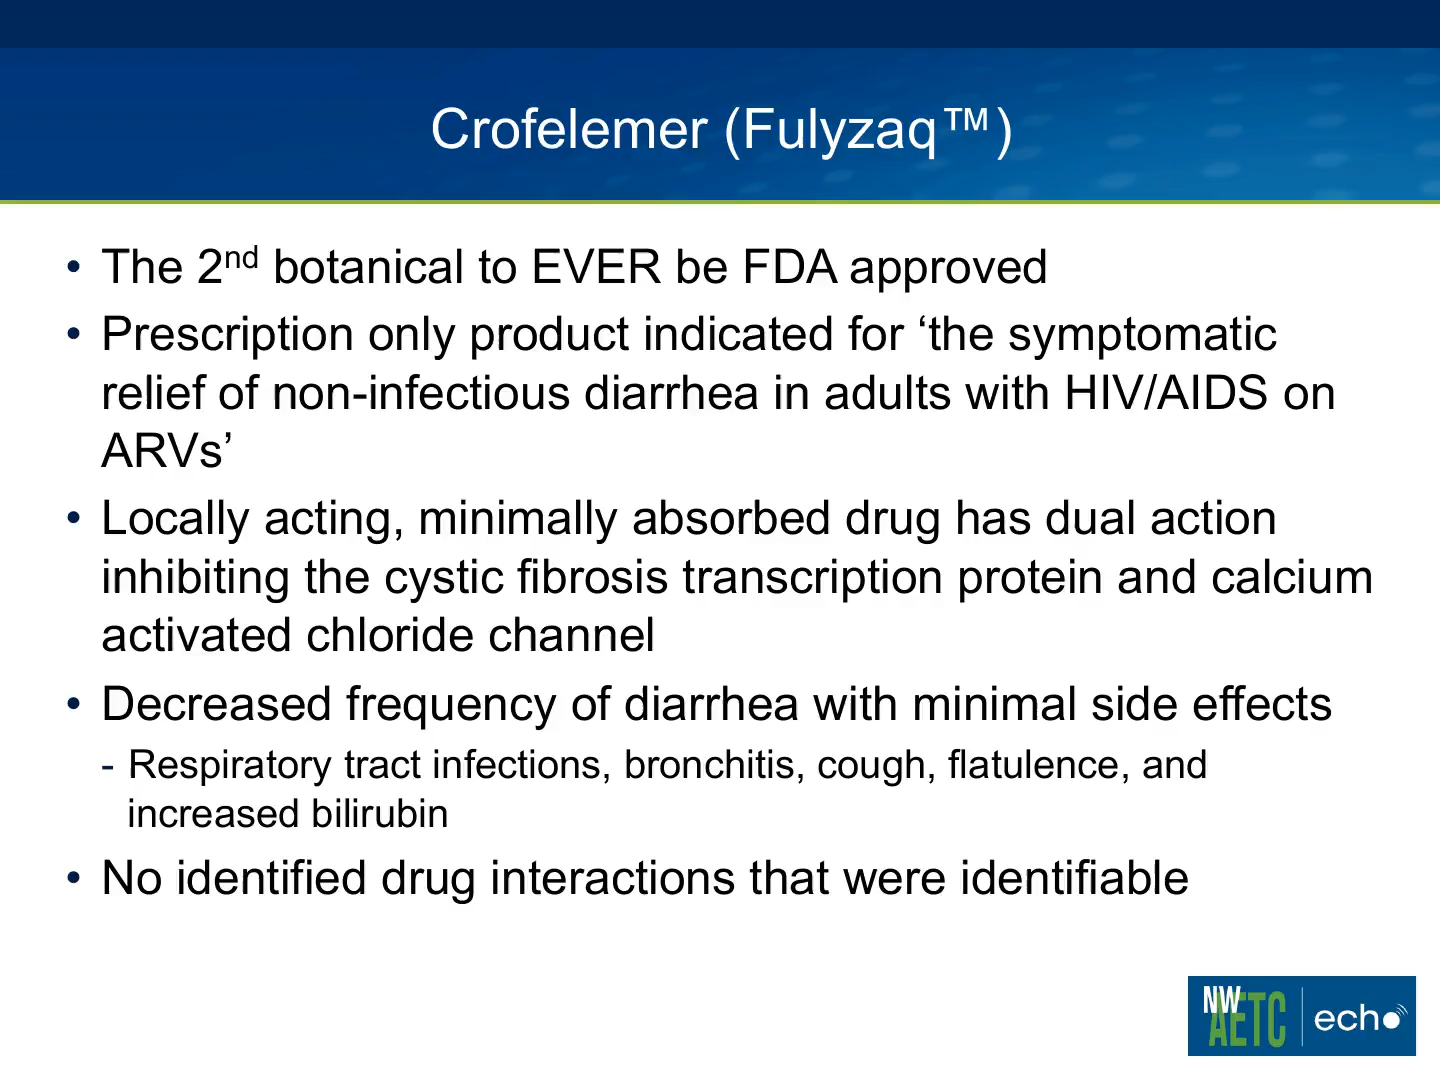 Crofelemer (Fulyzaq™)
• The 2nd botanical to EVER be FDA approved
• Prescription only product indicated for ‘the symptomatic
relief of non-infectious diarrhea in adults with HIV/AIDS on
ARVs’
• Locally acting, minimally absorbed drug has dual action
inhibiting the cystic fibrosis transcription protein and calcium
activated chloride channel
• Decreased frequency of diarrhea with minimal side effects
- Respiratory tract infections, bronchitis, cough, flatulence, and
increased bilirubin
• No identified drug interactions that were identifiable
NW
AETC
echo